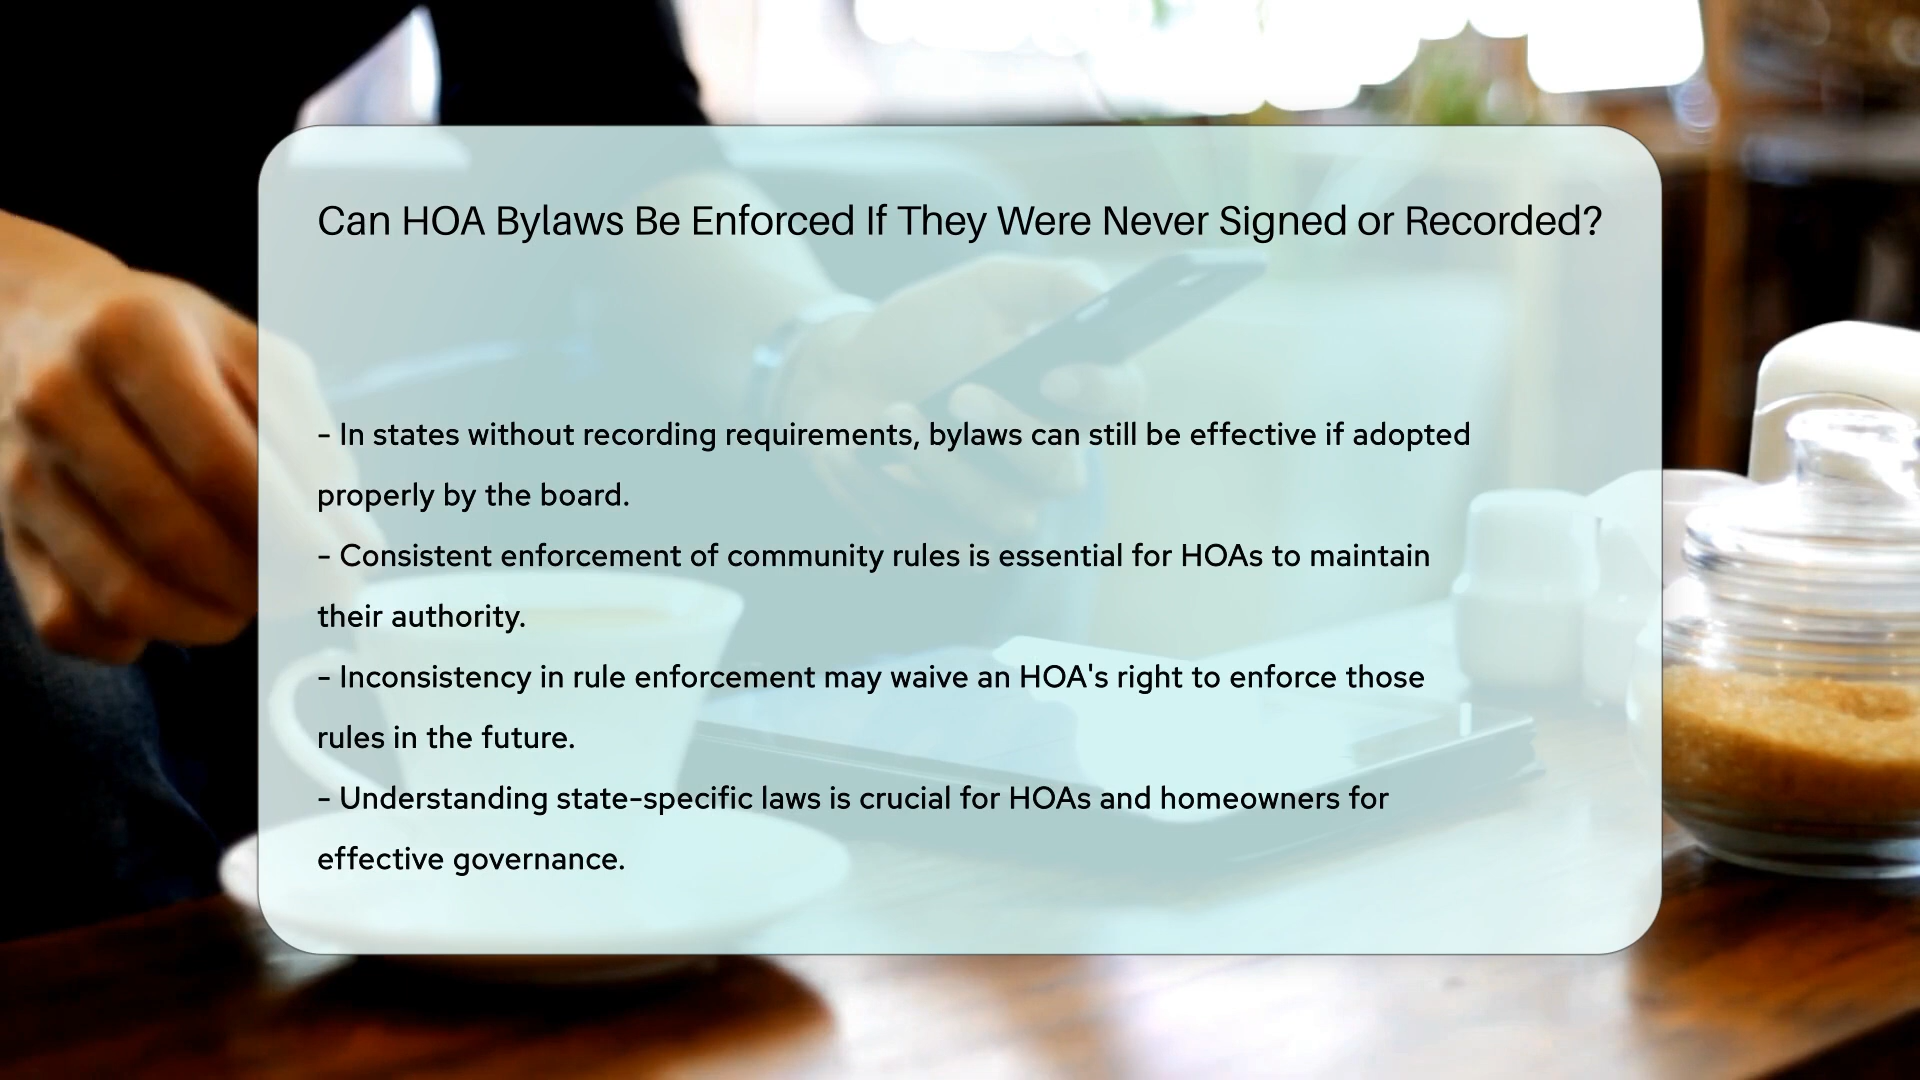 Can HOA Bylaws Be Enforced If They Were Never Signed or Recorded?
- In states without recording requirements, bylaws can still be effective if adopted
properly by the board.
- Consistent enforcement of community rules is essential for HOAs to maintain
their authority.
- Inconsistency in rule enforcement may waive an HOA's right to enforce those
rules in the future.
- Understanding state-specific laws is crucial for HOAs and homeowners for
effective governance.